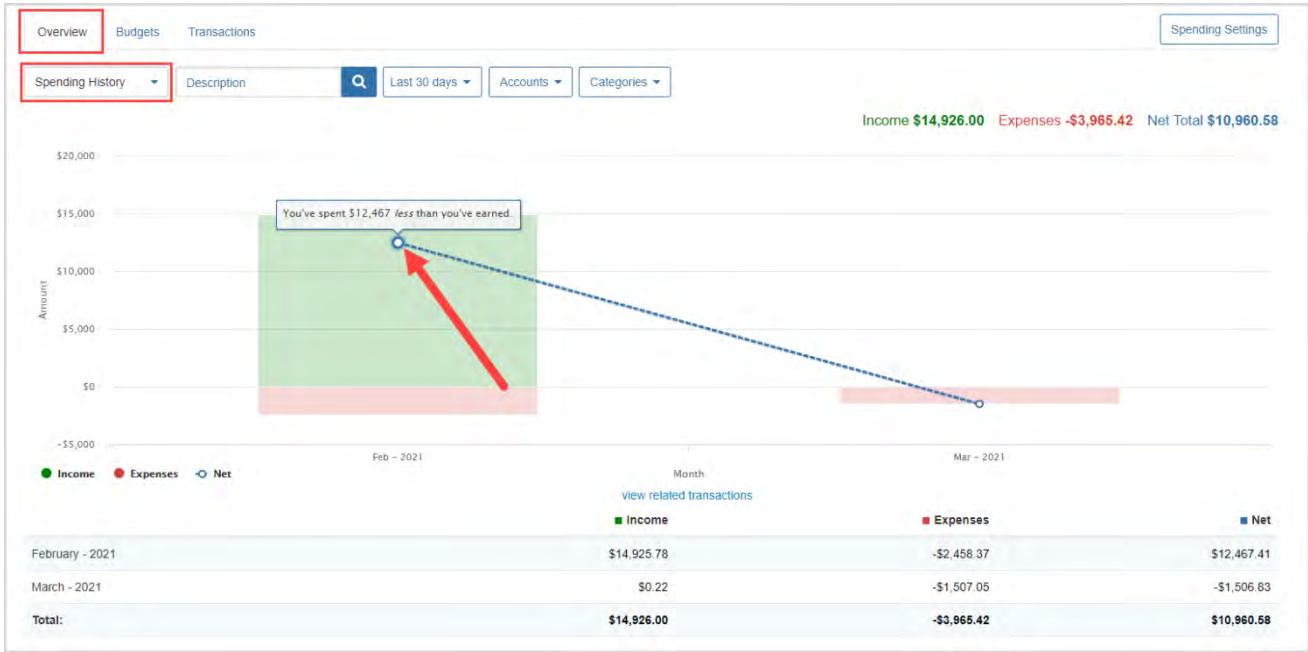 Overview Budgets Transactions Spending Settings
Spending History Description Last 30 days Accounts Categories
Income $14,926.00 Expenses -$3,965.42 Net Total $10,960.58
$20,000
$15,000
You've spent $12,467 less than you've earned.
$10,000
Amount
$5,000
$0
-$5,000
Feb - 2021 Mar - 2021
Income Expenses Net Month
view related transactions
Income Expenses Net
February - 2021 $14,925.78 -$2,458.37 $12,467.41
March - 2021 $0.22 -$1,507.05 -$1,506.83
Total: $14,926.00 -$3,965.42 $10,960.58